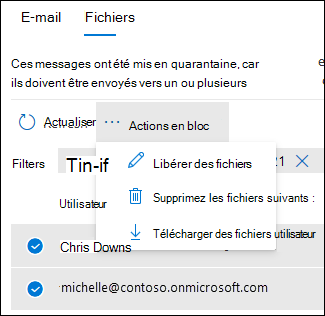 E-mail Fichiers
Ces messages ont été mis en quarantaine, car e
ils doivent être envoyés vers un ou plusieurs
Actualiser ··· Actions en bloc
Filters Tin-if Libérer des fichiers 21
Utilisateur Supprimez les fichiers suivants :
Chris Downs Télécharger des fichiers utilisateur
michelle@contoso.onmicrosoft.com